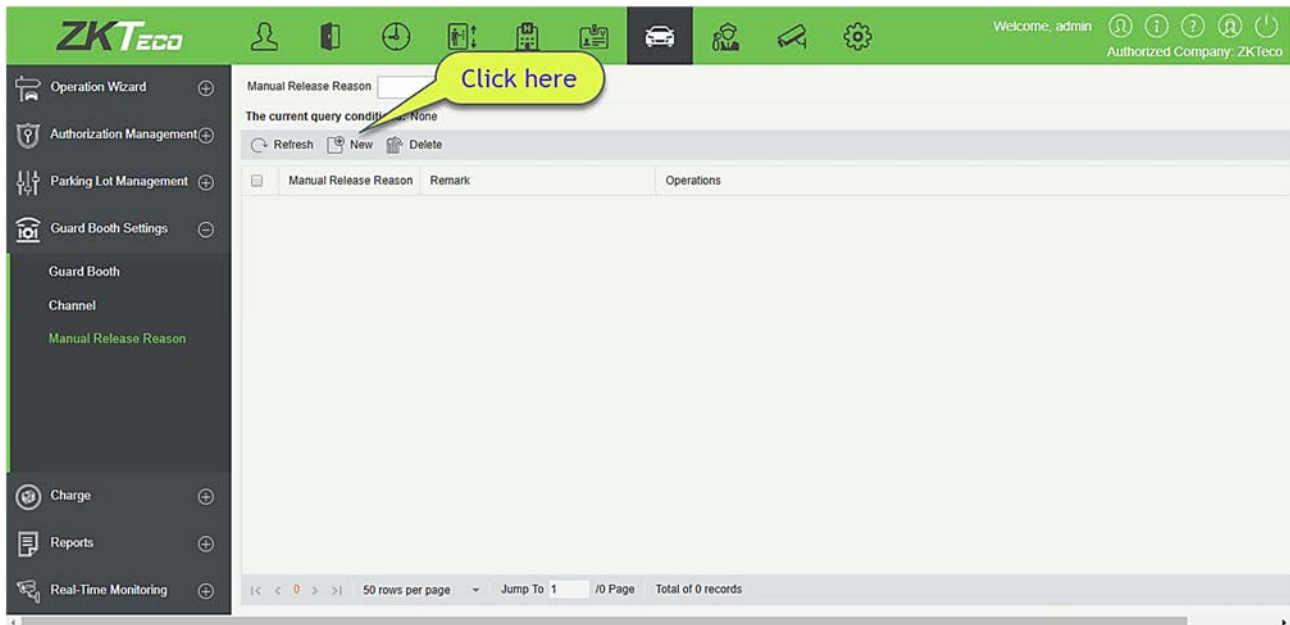 ZKTeco
Welcome, admin
Authorized Company: ZKTeco
Operation Wizard
Authorization Management
Parking Lot Management
Guard Booth Settings
Guard Booth
Channel
Manual Release Reason
Charge
Reports
Real-Time Monitoring
Manual Release Reason
Click here
The current query conditions: None
Refresh New Delete
Manual Release Reason Remark Operations
|< < 0 > >| 50 rows per page Jump To 1 /0 Page Total of 0 records